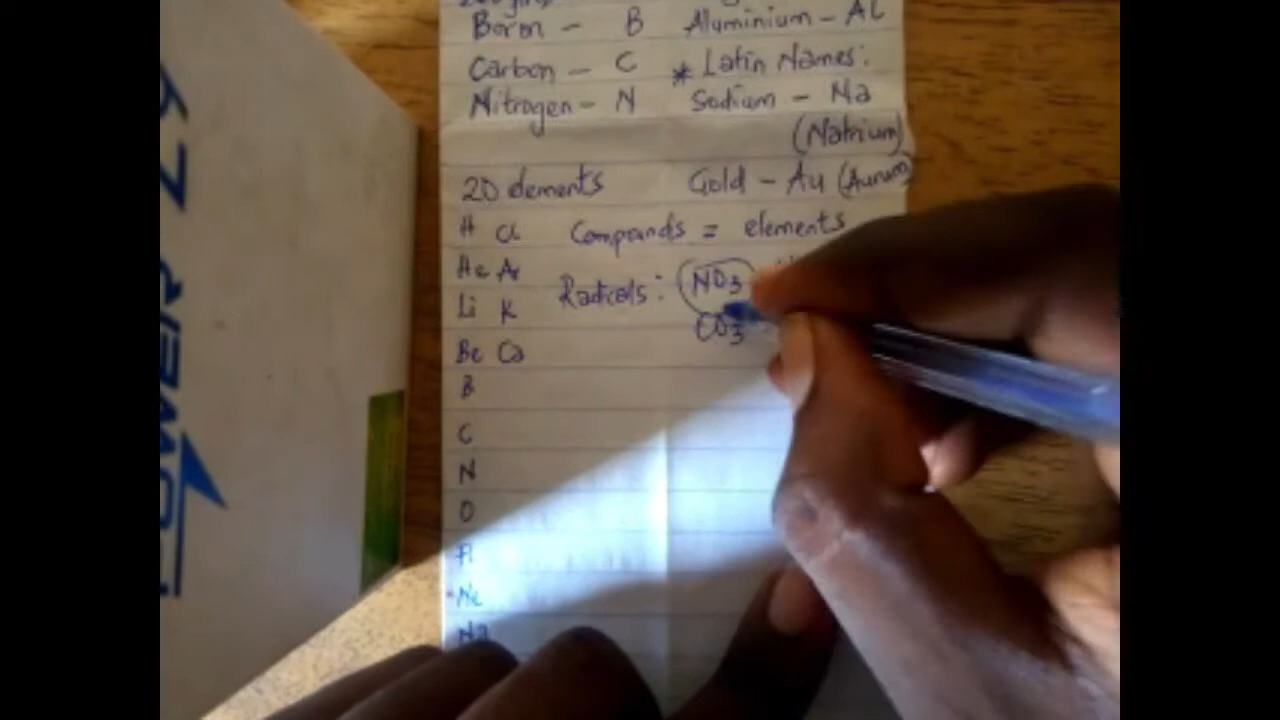 Boron - B Aluminium - Al
Carbon - C * Latin Names:
Nitrogen - N Sodium - Na
(Natrium)
20 elements Gold - Au (Aurum)
H Cl Compounds = elements
He Ar
Radicals: NO3
Li K
CO3
Be Ca
B
C
N
O
Fl
Ne
Na
POWER